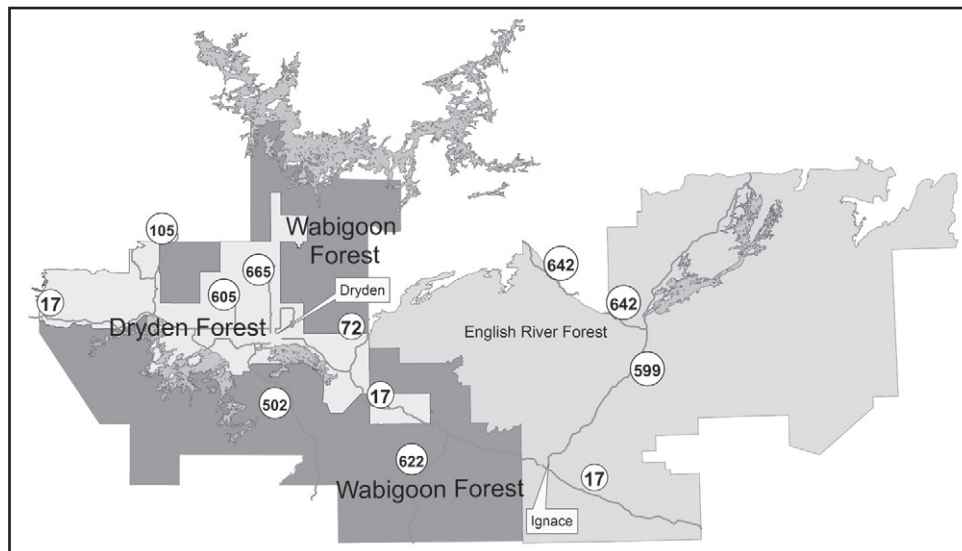 Wabigoon
Forest
105
665
642
Dryden
605
642
17
Dryden Forest
72
English River Forest
599
17
502
622
17
Wabigoon Forest
Ignace